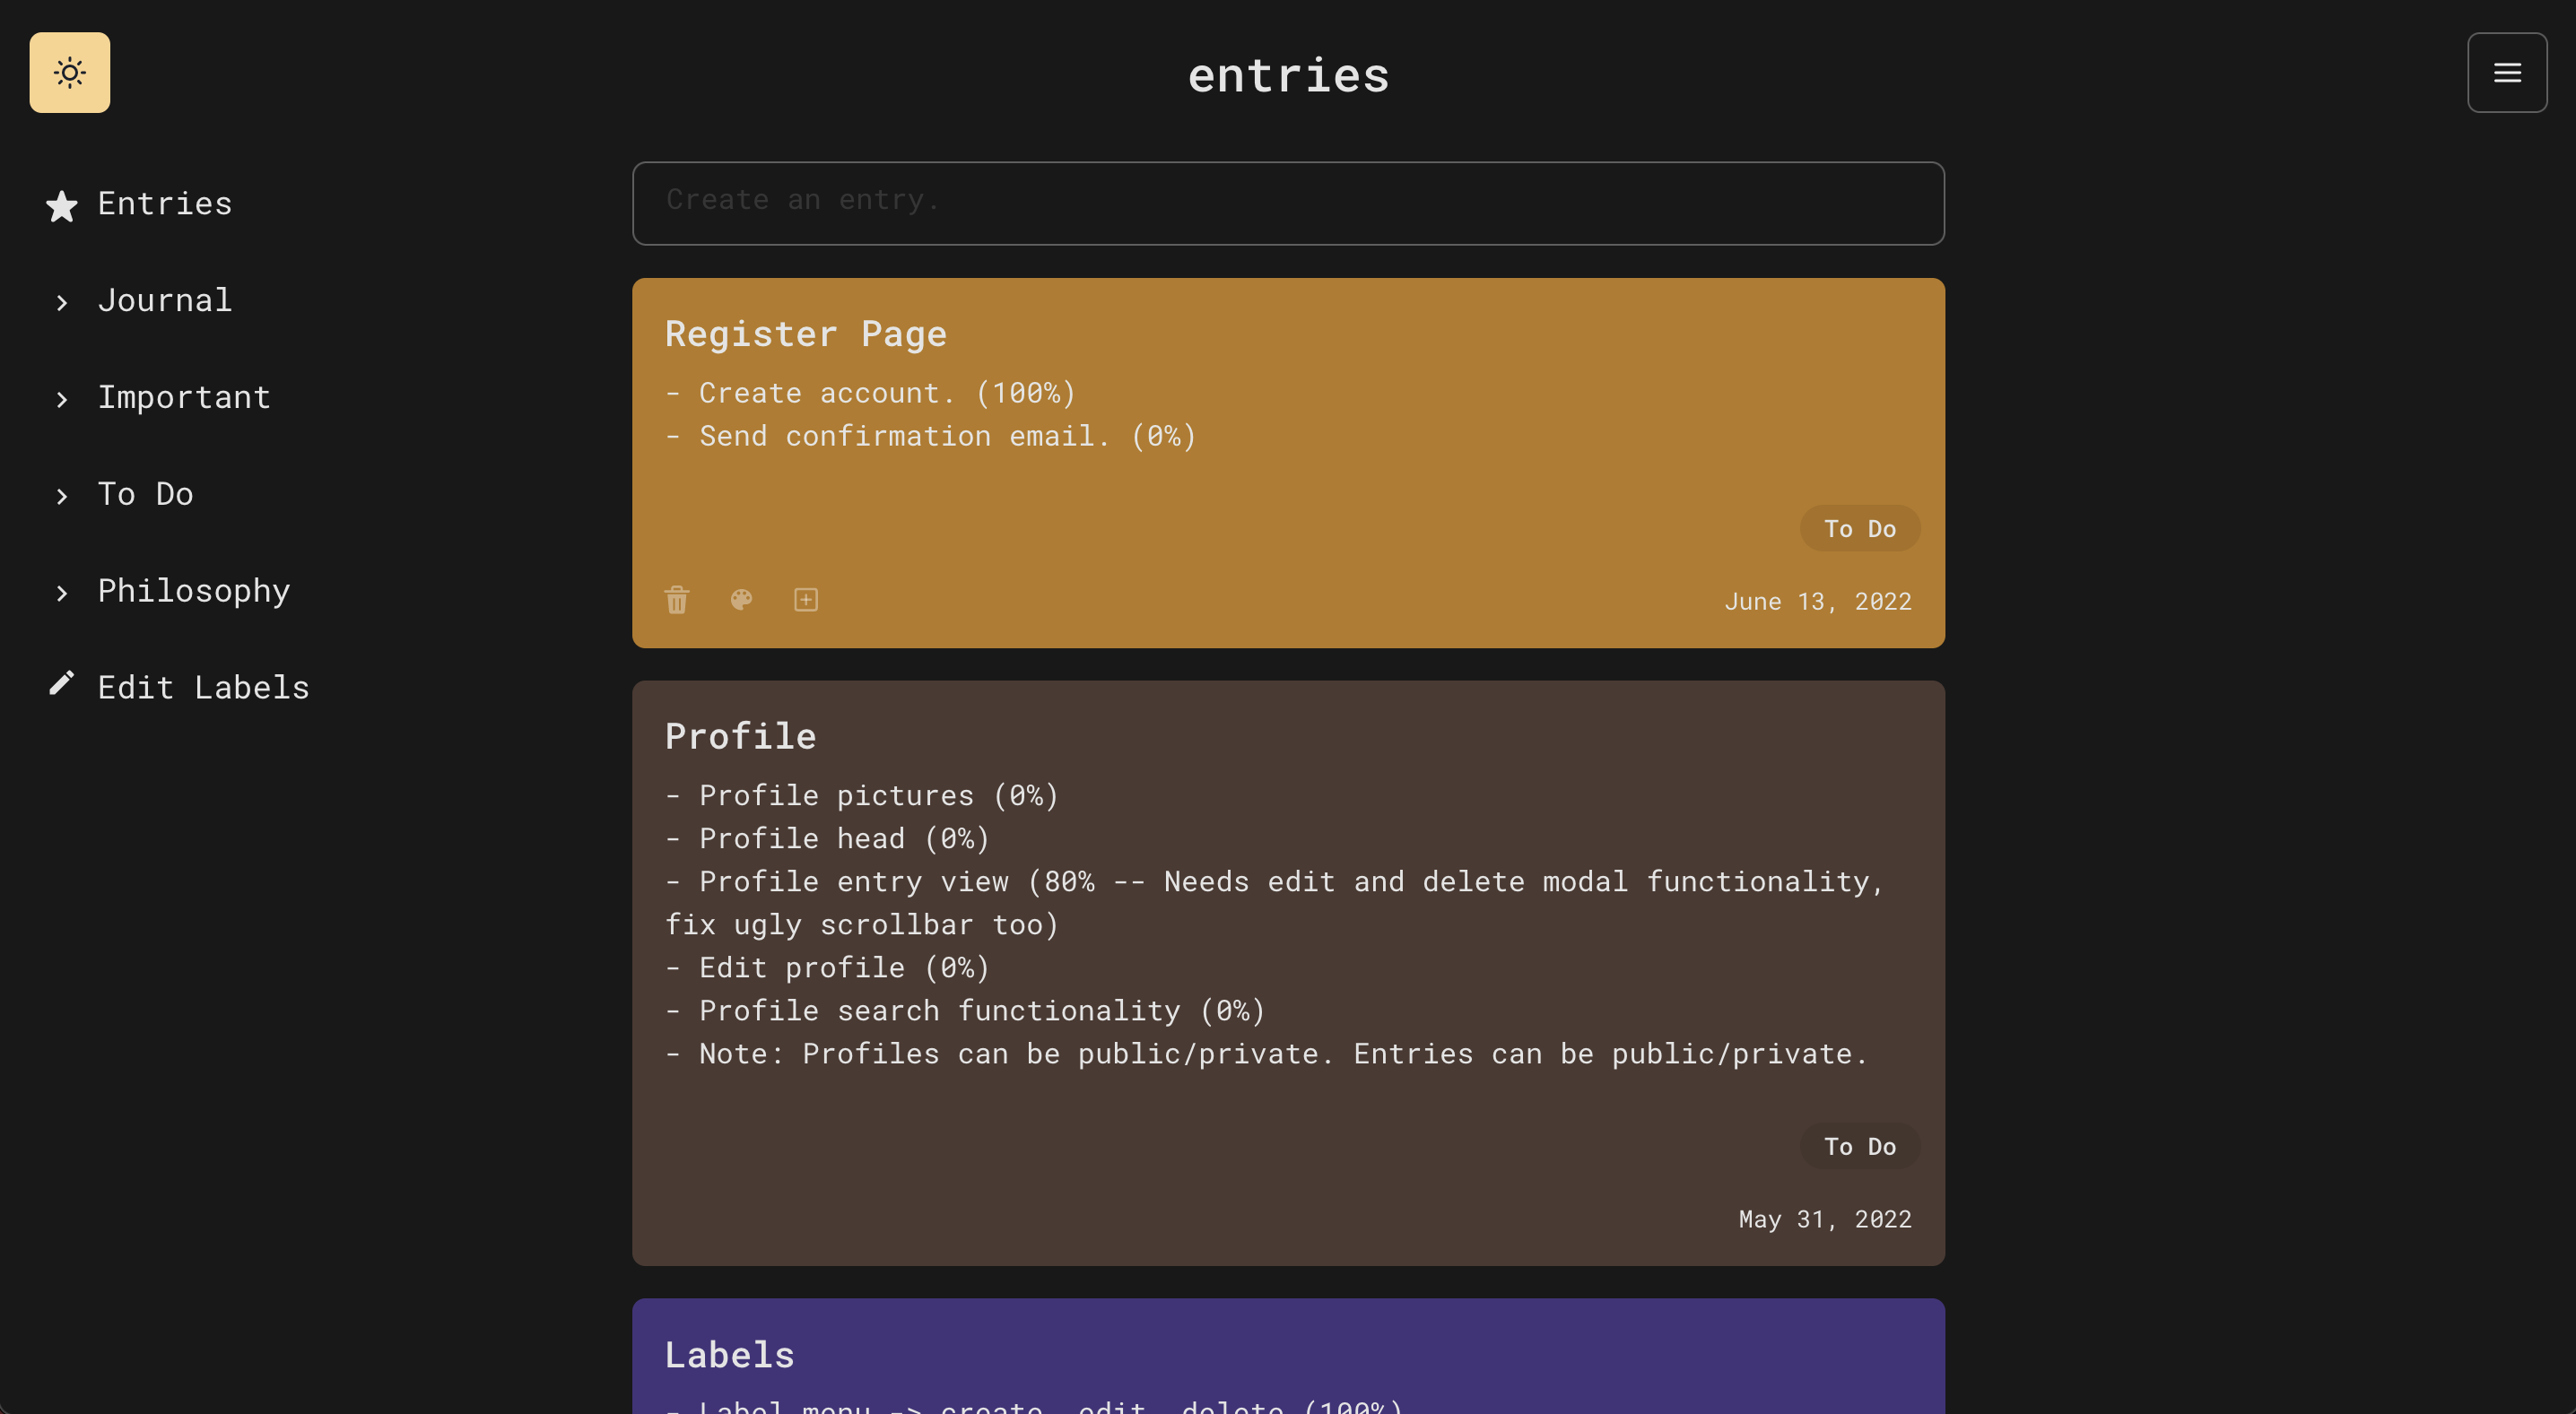 entries
Entries
Journal
Important
To Do
Philosophy
Edit Labels
Create an entry.
Register Page
- Create account. (100%)
- Send confirmation email. (0%)
To Do
June 13, 2022
Profile
- Profile pictures (0%)
- Profile head (0%)
- Profile entry view (80% -- Needs edit and delete modal functionality,
fix ugly scrollbar too)
- Edit profile (0%)
- Profile search functionality (0%)
- Note: Profiles can be public/private. Entries can be public/private.
To Do
May 31, 2022
Labels
- Label menu -> create, edit, delete (100%)